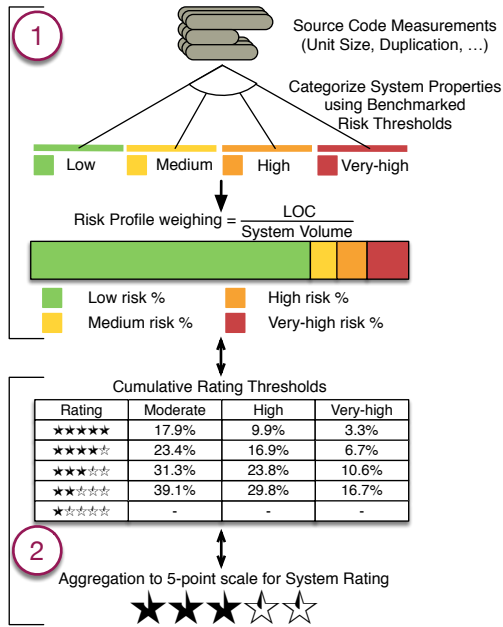 1
Source Code Measurements
(Unit Size, Duplication, ...)
Categorize System Properties
using Benchmarked
Risk Thresholds
Low Medium High Very-high
Risk Profile weighing = LOC
System Volume
Low risk % High risk %
Medium risk % Very-high risk %
Cumulative Rating Thresholds
Rating Moderate High Very-high
★★★★★ 17.9% 9.9% 3.3%
★★★★☆ 23.4% 16.9% 6.7%
★★★☆☆ 31.3% 23.8% 10.6%
★★☆☆☆ 39.1% 29.8% 16.7%
★☆☆☆☆ - - -
2
Aggregation to 5-point scale for System Rating